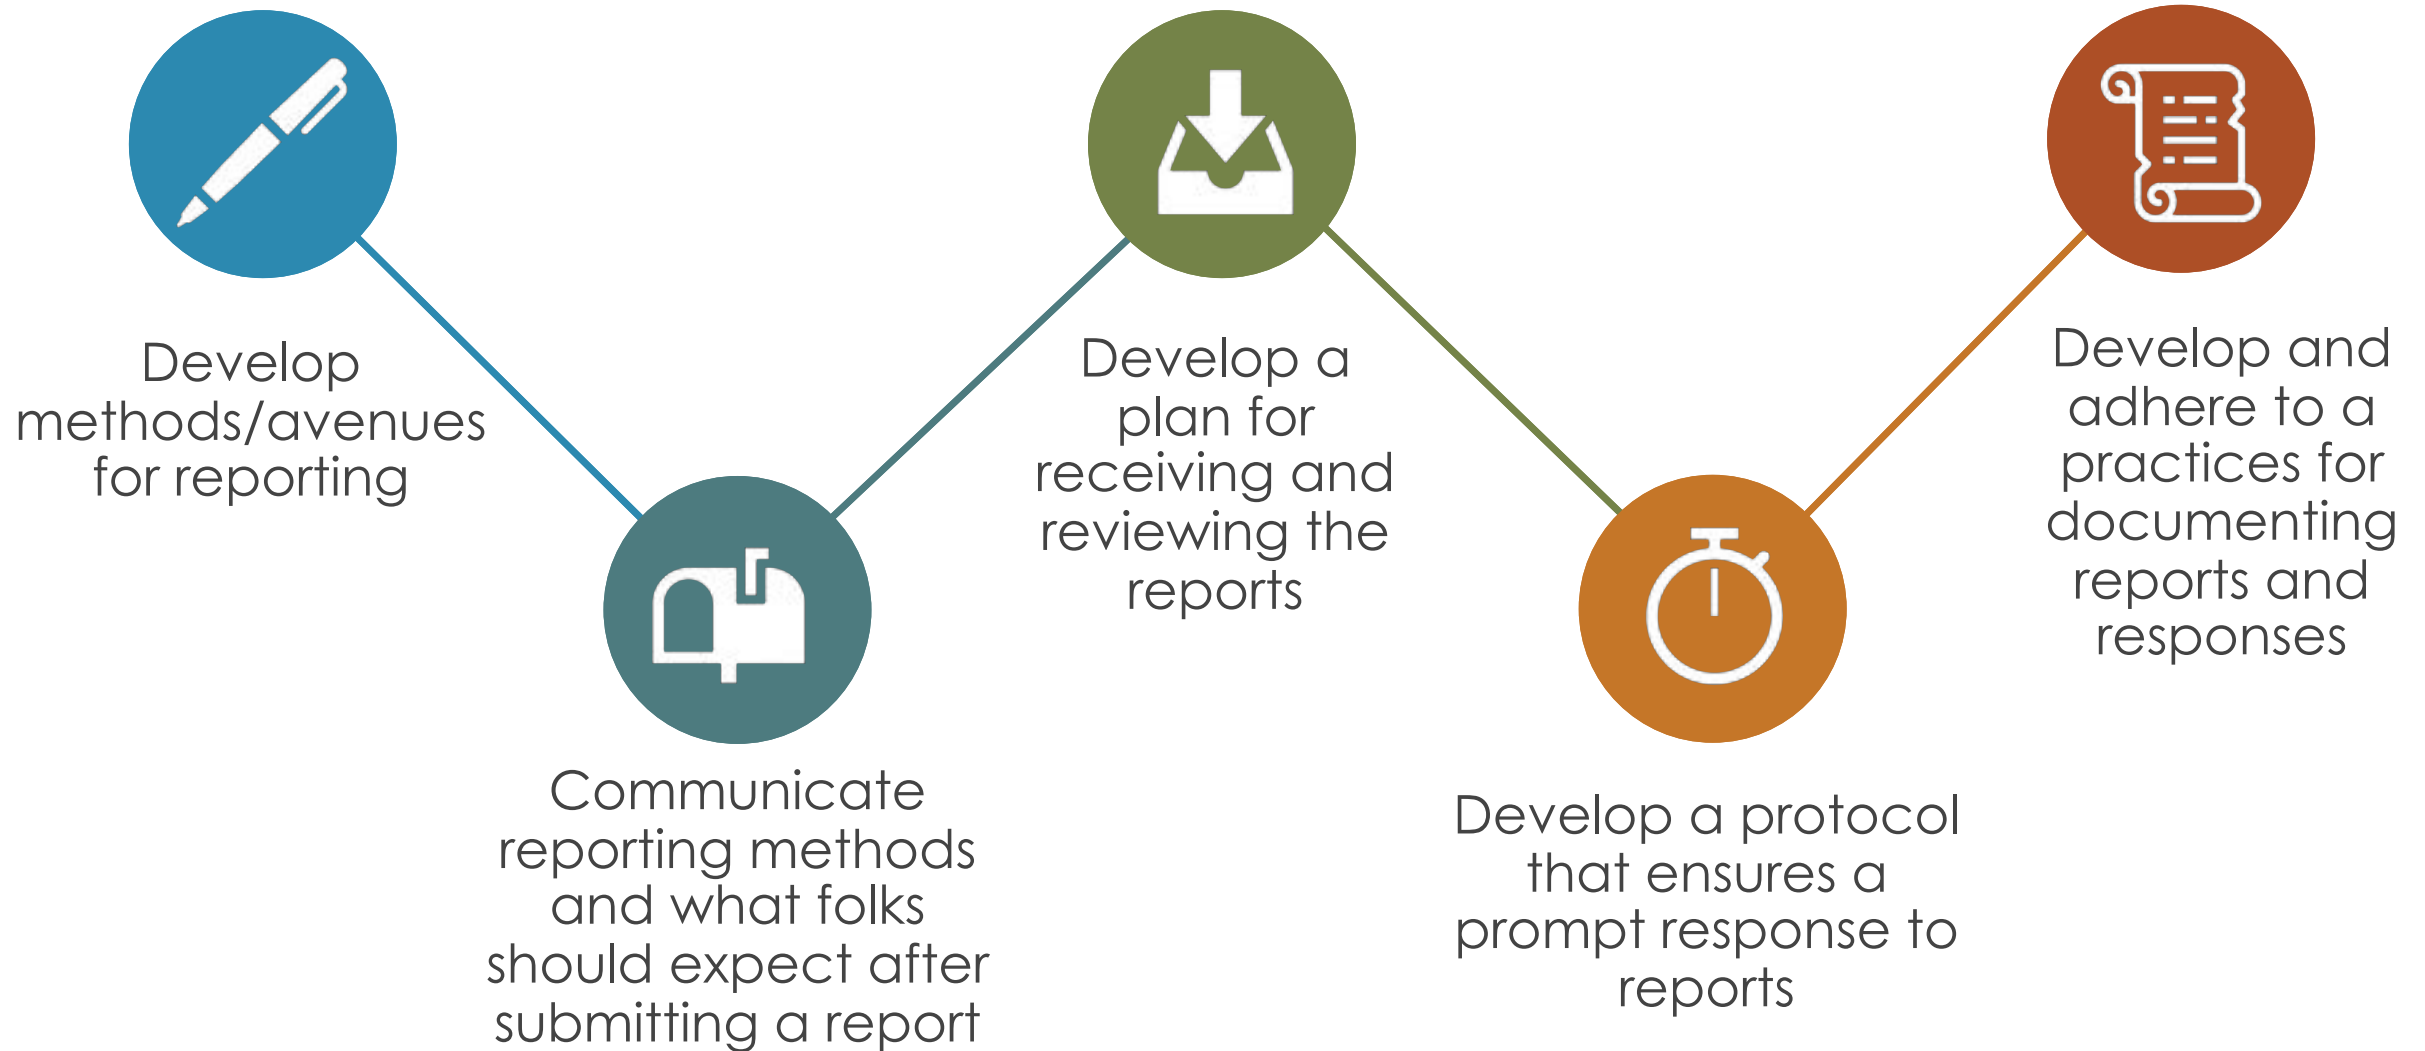 Develop
methods/avenues
for reporting
Communicate
reporting methods
and what folks
should expect after
submitting a report
Develop a
plan for
receiving and
reviewing the
reports
Develop a protocol
that ensures a
prompt response to
reports
Develop and
adhere to a
practices for
documenting
reports and
responses